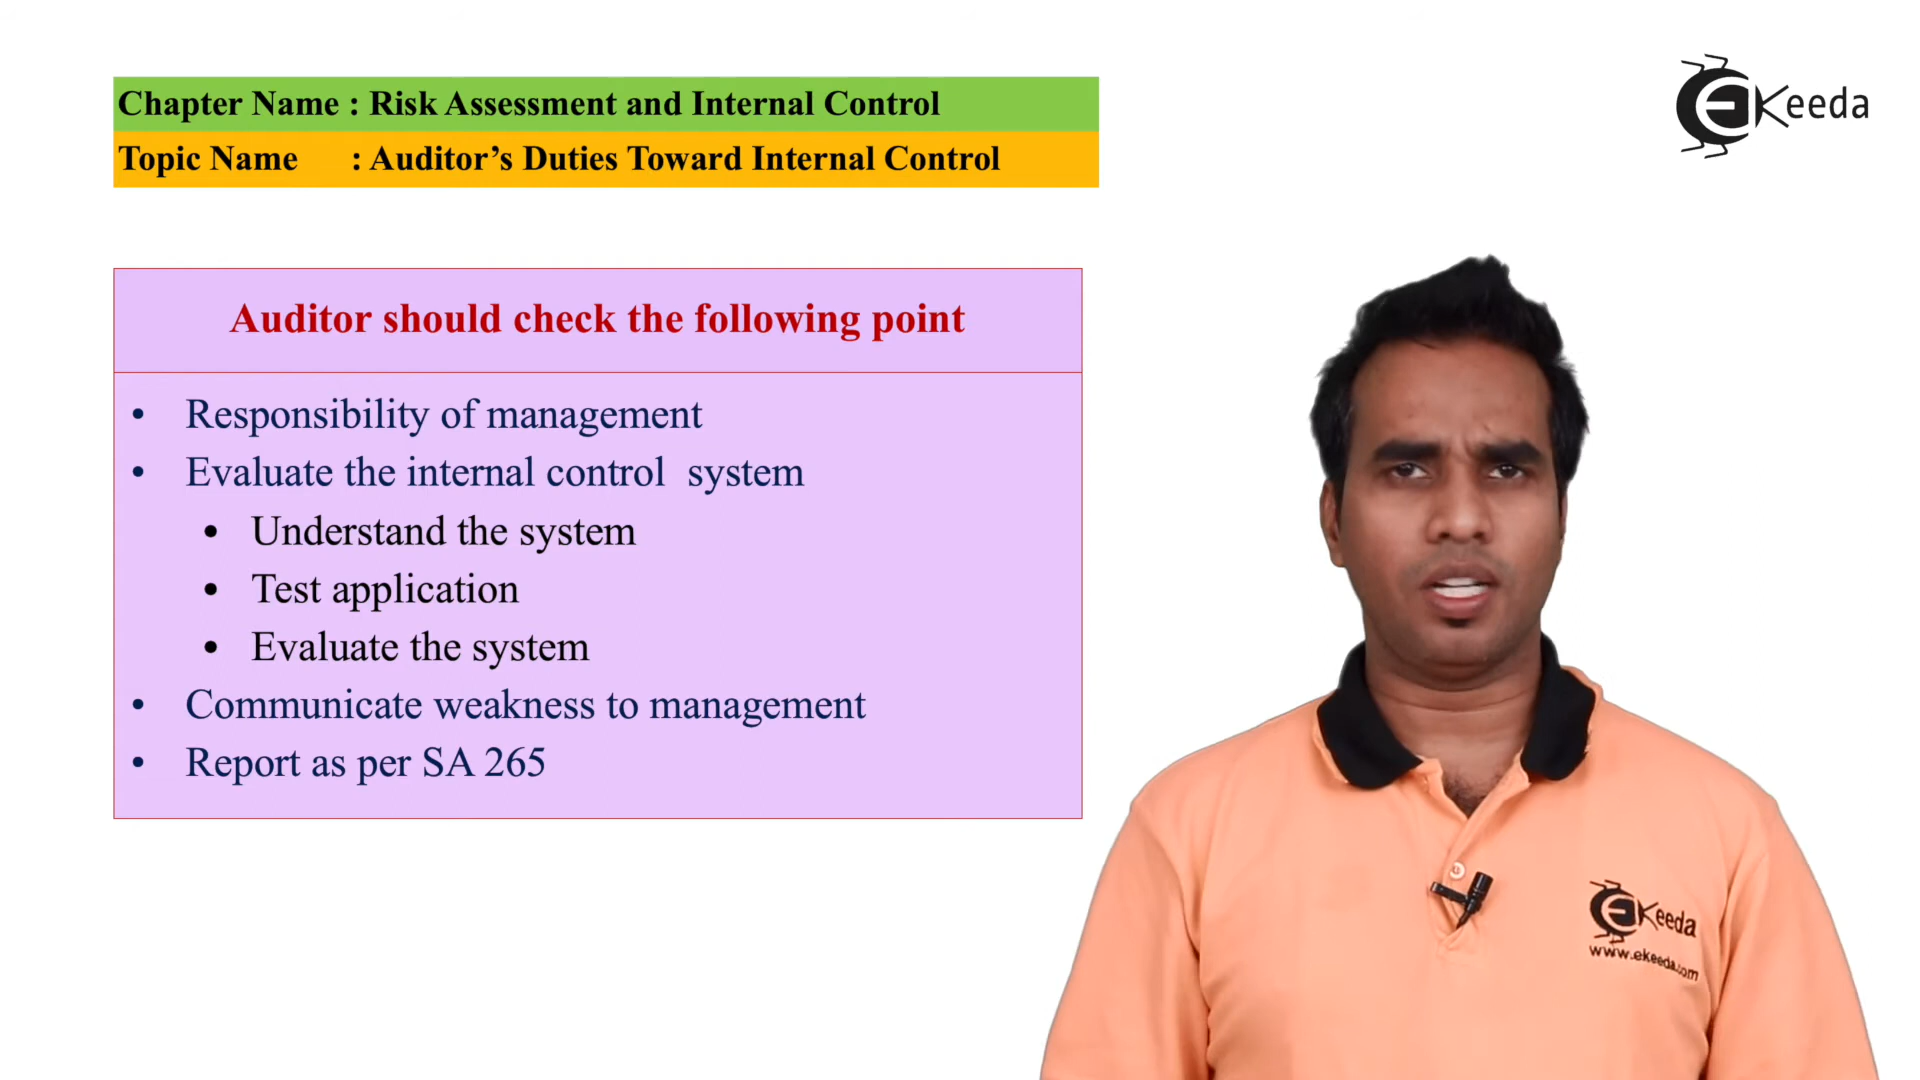 Chapter Name : Risk Assessment and Internal Control
Topic Name : Auditor’s Duties Toward Internal Control
Keeda
Auditor should check the following point
• Responsibility of management
• Evaluate the internal control system
• Understand the system
• Test application
• Evaluate the system
• Communicate weakness to management
• Report as per SA 265
Keeda
www.ekeeda.com